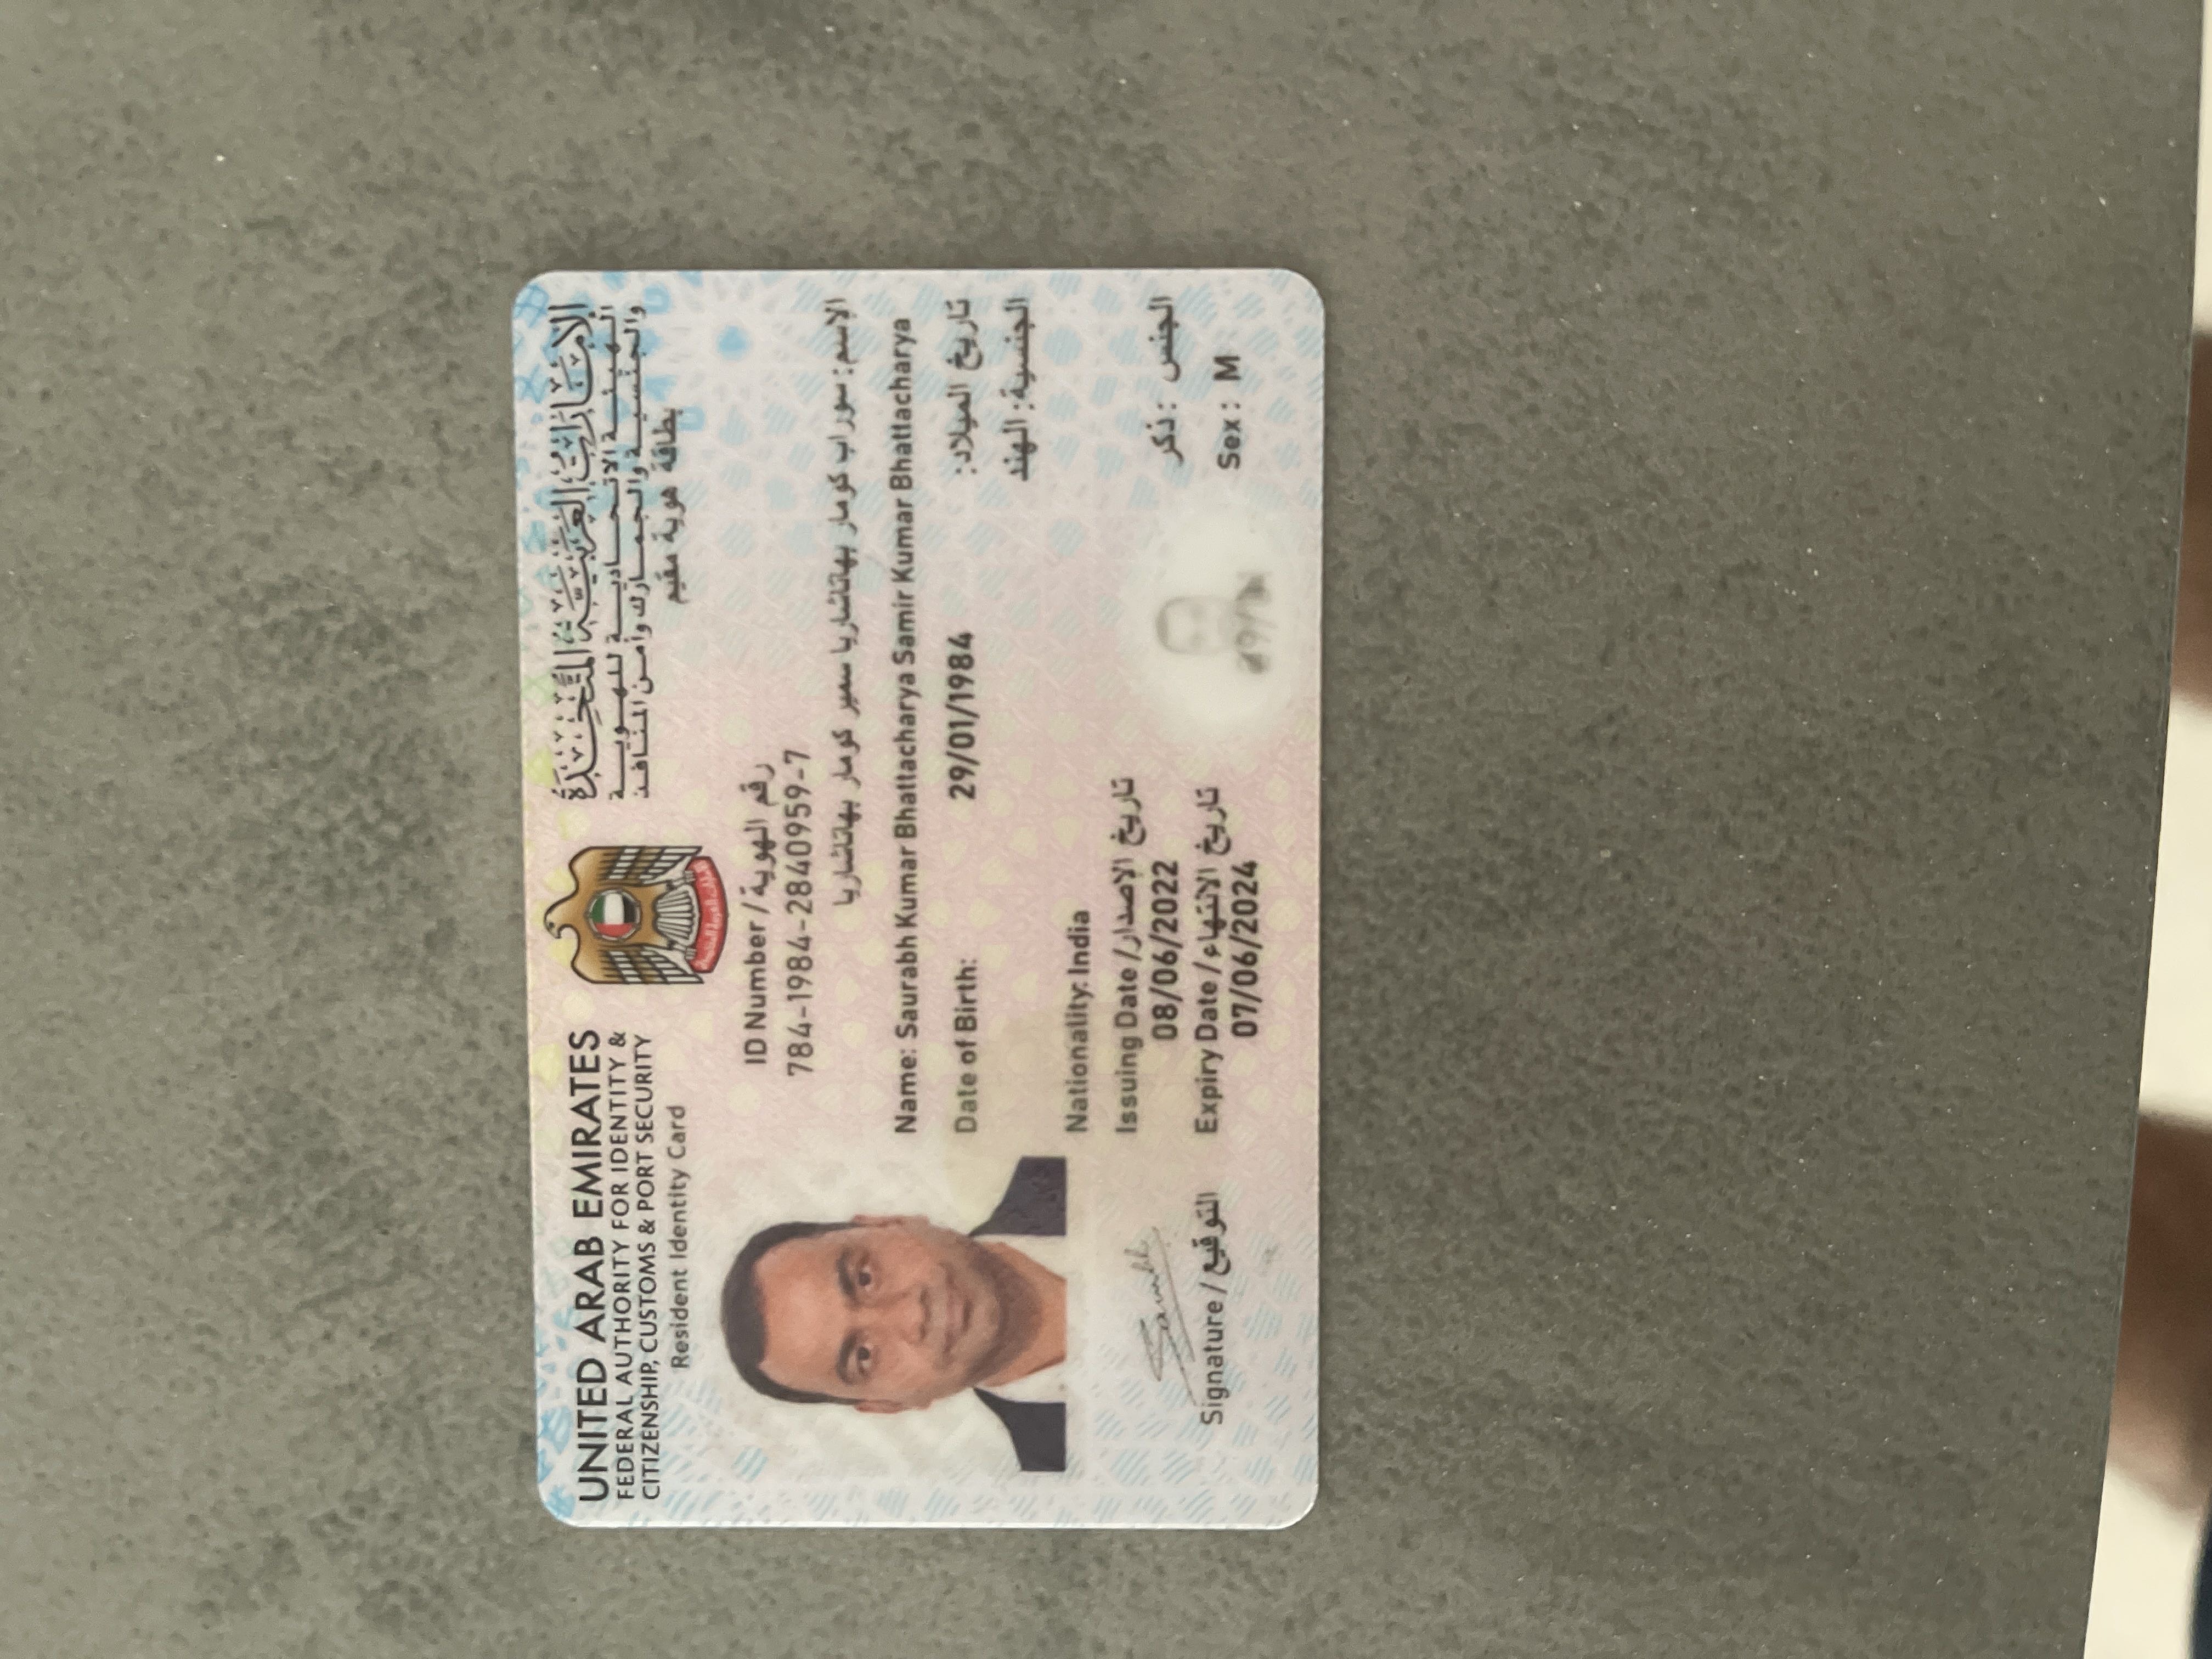 UNITED ARAB EMIRATES
FEDERAL AUTHORITY FOR IDENTITY &
CITIZENSHIP, CUSTOMS & PORT SECURITY
Resident Identity Card
الإمارات العربية المتحدة
الهيئة الاتحادية للهوية
والجنسية والجمارك وأمن المنافذ
بطاقة هوية مقيم
ID Number / رقم الهوية
784-1984-2840959-7
الإسم: سوراب كومار بهاتاشاريا سمير كومار بهاتاشاريا
Name: Saurabh Kumar Bhattacharya Samir Kumar Bhattacharya
Date of Birth: 29/01/1984 تاريخ الميلاد:
الجنسية: الهند
Nationality: India
Issuing Date / تاريخ الإصدار
08/06/2022
Expiry Date / تاريخ الانتهاء
07/06/2024
الجنس : ذكر
Sex : M
Saurabh
Signature / التوقيع